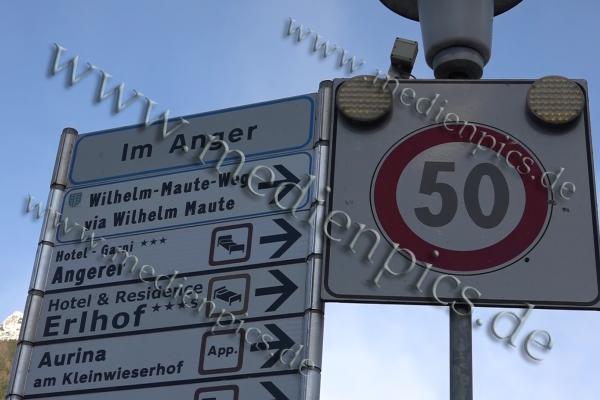 Im Anger
Wilhelm-Maute-Weg
via Wilhelm Maute
Hotel - Garni ***
Angerer
Hotel & Residence
Erlhof ****
Aurina
am Kleinwieserhof
App.
50
www.medienpics.de
www.medienpics.de
www.medienpics.de